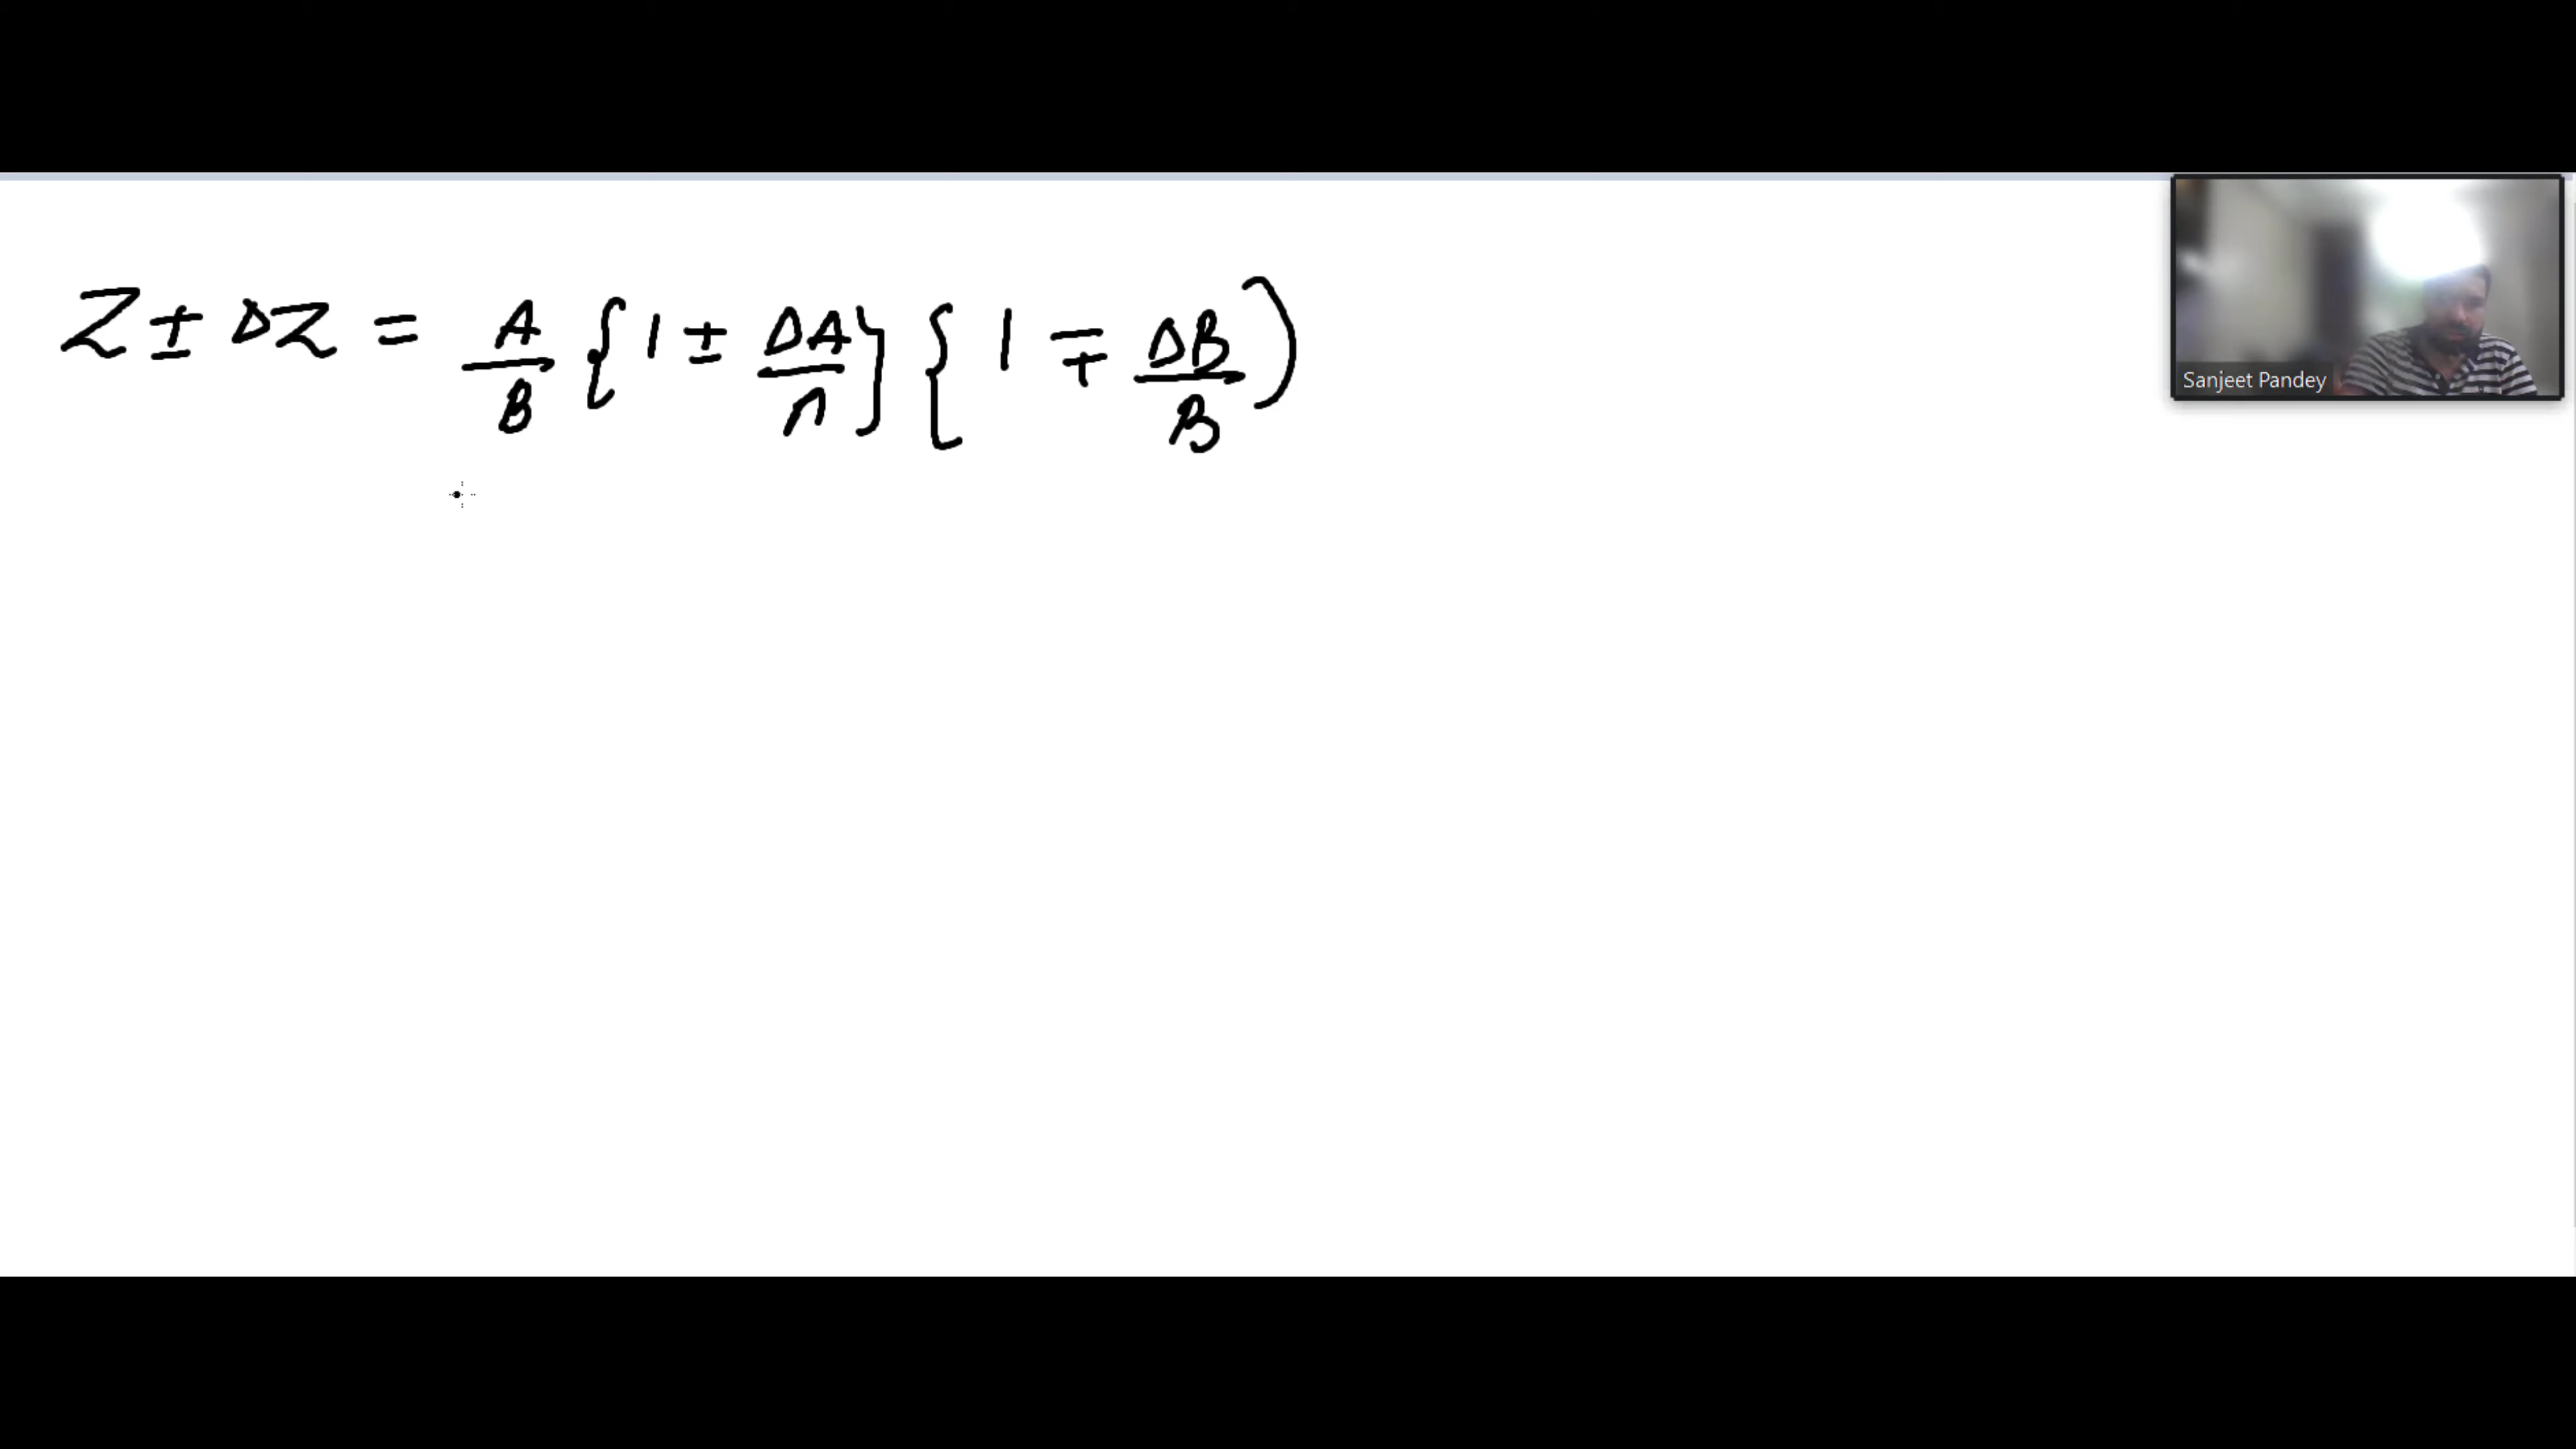 Z ± ΔZ = A/B {1 ± ΔA/A} {1 ∓ ΔB/B)
Sanjeet Pandey